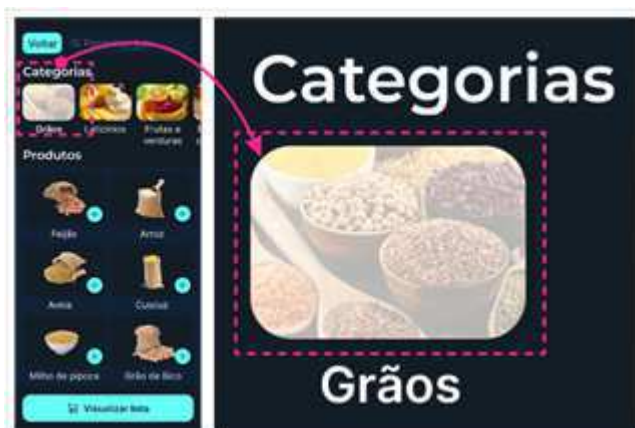 Voltar
Categorias
Grãos Laticínios Frutas e
verduras
Produtos
Feijão Arroz
Aveia Cuscuz
Milho de pipoca Grão de Bico
Visualizar lista
Categorias
Grãos